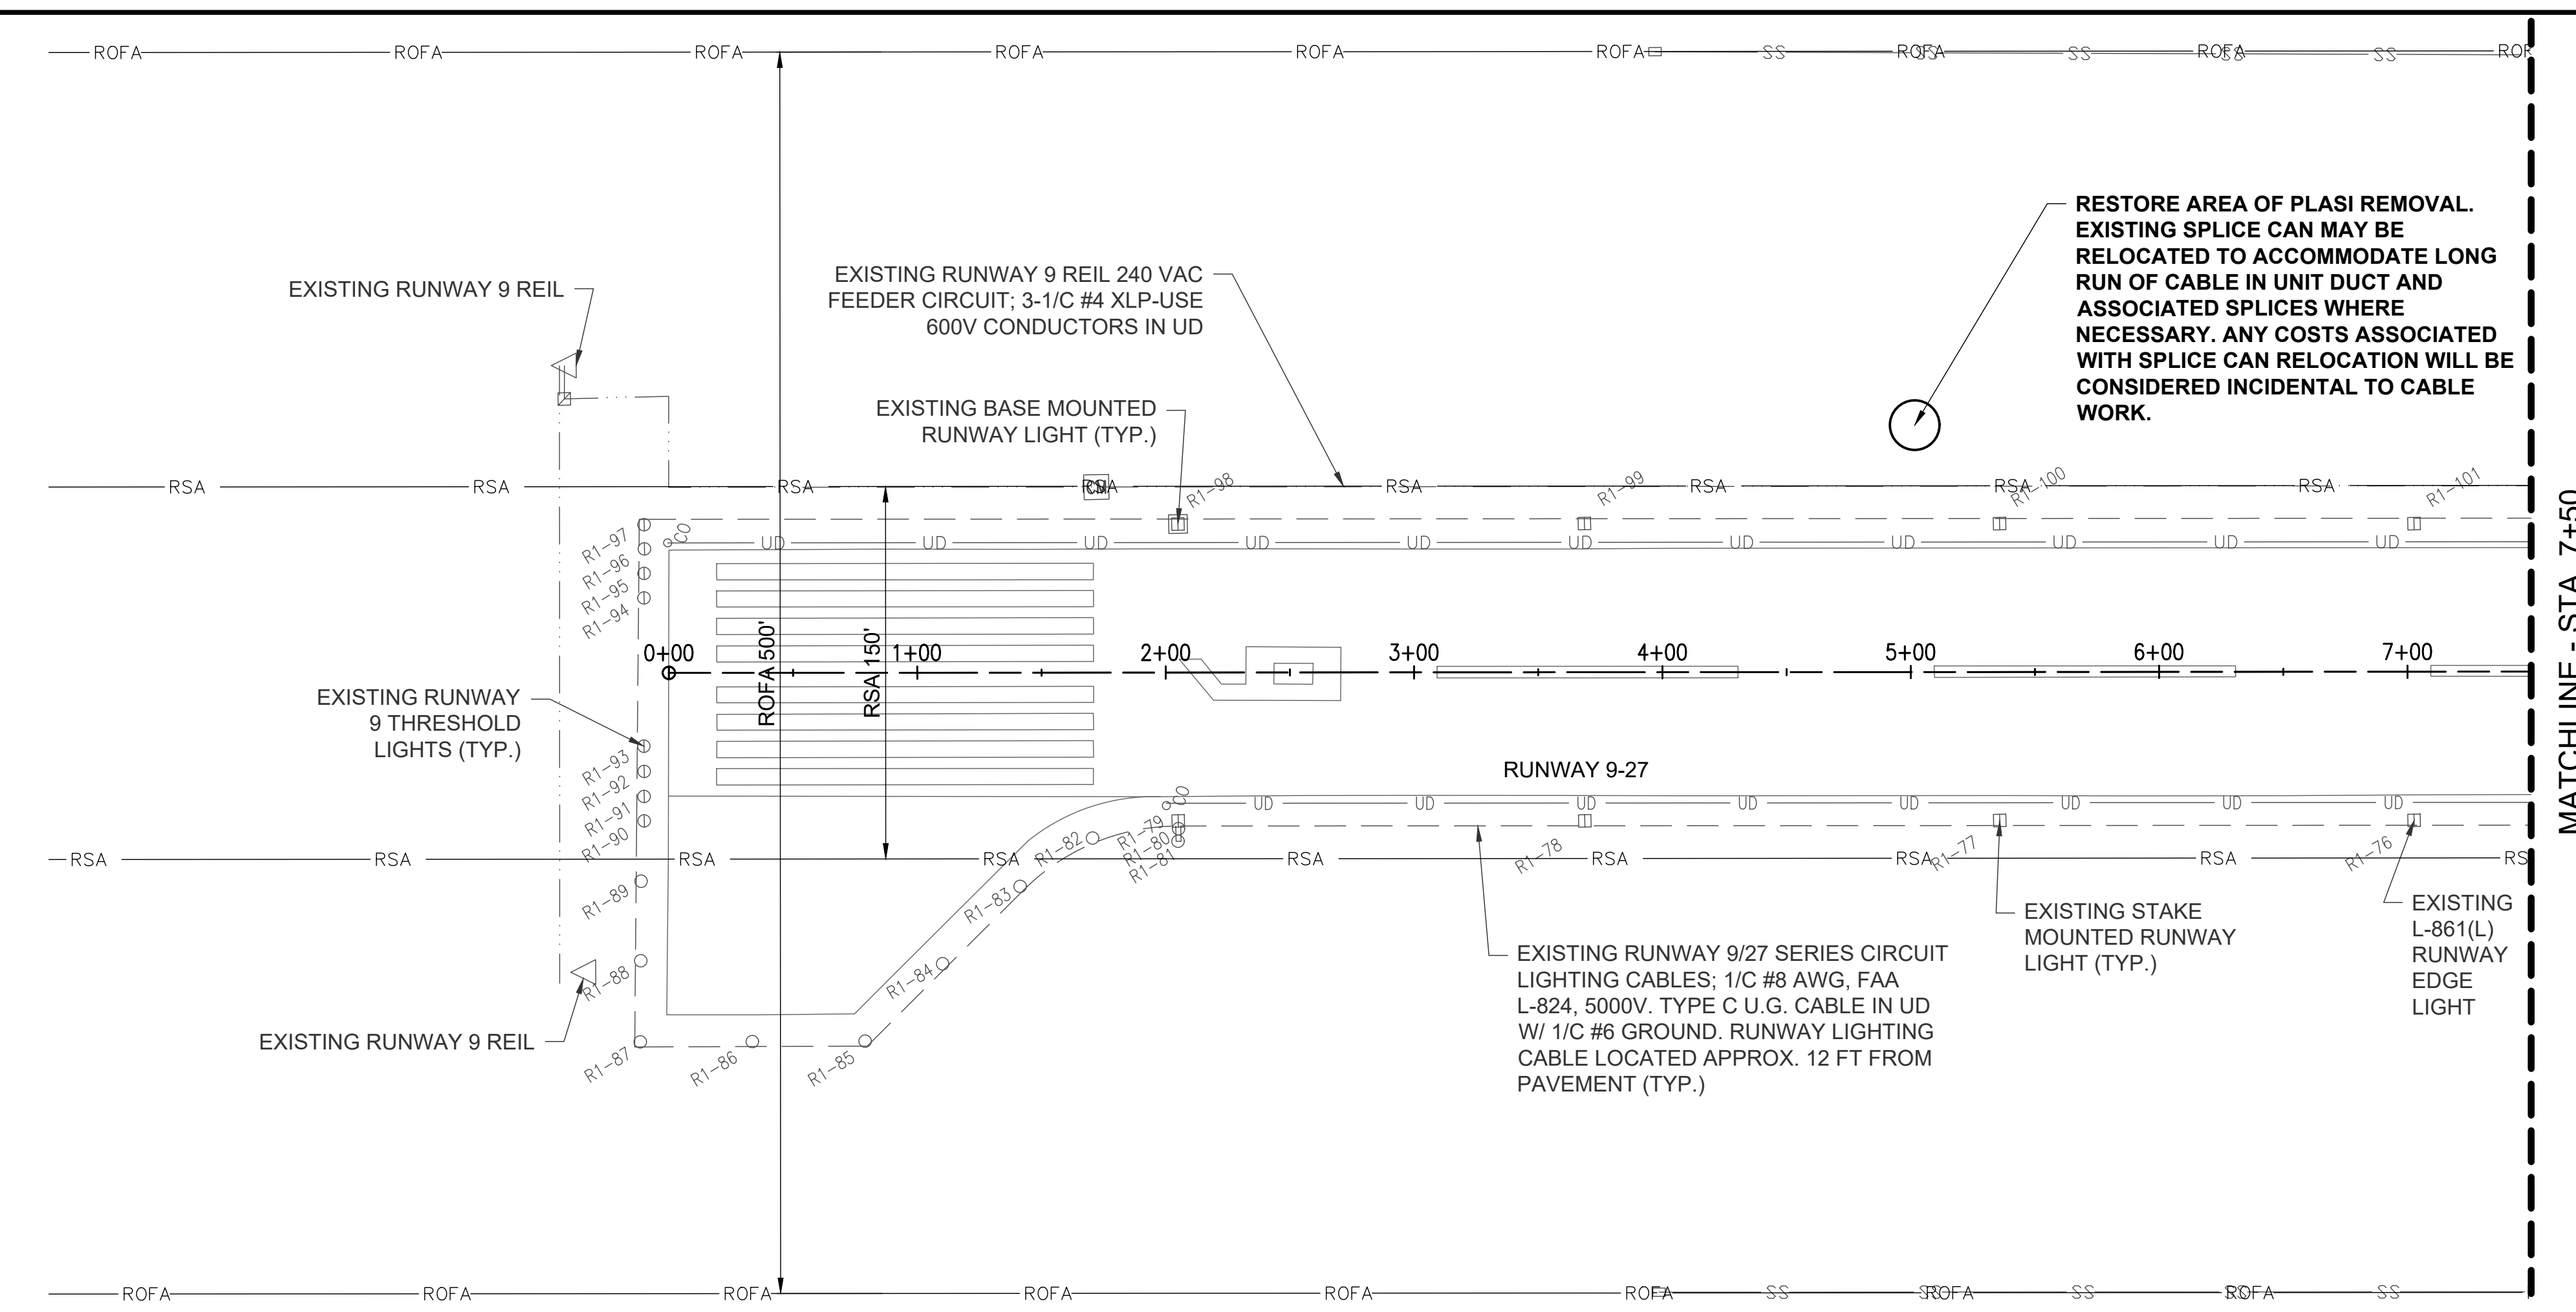 ROFA ROFA ROFA ROFA ROFA ROFA SS ROFA SS SS ROFA SS SS ROF
RESTORE AREA OF PLASI REMOVAL.
EXISTING SPLICE CAN MAY BE
RELOCATED TO ACCOMMODATE LONG
RUN OF CABLE IN UNIT DUCT AND
ASSOCIATED SPLICES WHERE
NECESSARY. ANY COSTS ASSOCIATED
WITH SPLICE CAN RELOCATION WILL BE
CONSIDERED INCIDENTAL TO CABLE
WORK.
EXISTING RUNWAY 9 REIL
EXISTING RUNWAY 9 REIL 240 VAC
FEEDER CIRCUIT; 3-1/C #4 XLP-USE
600V CONDUCTORS IN UD
EXISTING BASE MOUNTED
RUNWAY LIGHT (TYP.)
RSA RSA RSA RSA RSA RSA RSA RSA
R1-98 R1-99 R1-100 R1-101
MATCHLINE - STA. 7+50
CO UD UD UD UD UD UD UD UD UD UD UD
R1-97
R1-96
R1-95
R1-94
ROFA 500'
RSA 150'
0+00 1+00 2+00 3+00 4+00 5+00 6+00 7+00
EXISTING RUNWAY
9 THRESHOLD
LIGHTS (TYP.)
RUNWAY 9-27
R1-93
R1-92
R1-91
R1-90
CO UD UD UD UD UD UD UD UD
R1-82 R1-79
R1-80
R1-81
R1-78 R1-77 R1-76
RSA RSA RSA RSA RSA RSA RSA RSA RS
R1-89
R1-83
R1-88
R1-84
R1-87 R1-86 R1-85
EXISTING RUNWAY 9 REIL
EXISTING RUNWAY 9/27 SERIES CIRCUIT
LIGHTING CABLES; 1/C #8 AWG, FAA
L-824, 5000V. TYPE C U.G. CABLE IN UD
W/ 1/C #6 GROUND. RUNWAY LIGHTING
CABLE LOCATED APPROX. 12 FT FROM
PAVEMENT (TYP.)
EXISTING STAKE
MOUNTED RUNWAY
LIGHT (TYP.)
EXISTING
L-861(L)
RUNWAY
EDGE
LIGHT
ROFA ROFA ROFA ROFA ROFA ROFA SS SS ROFA SS SS ROFA SS